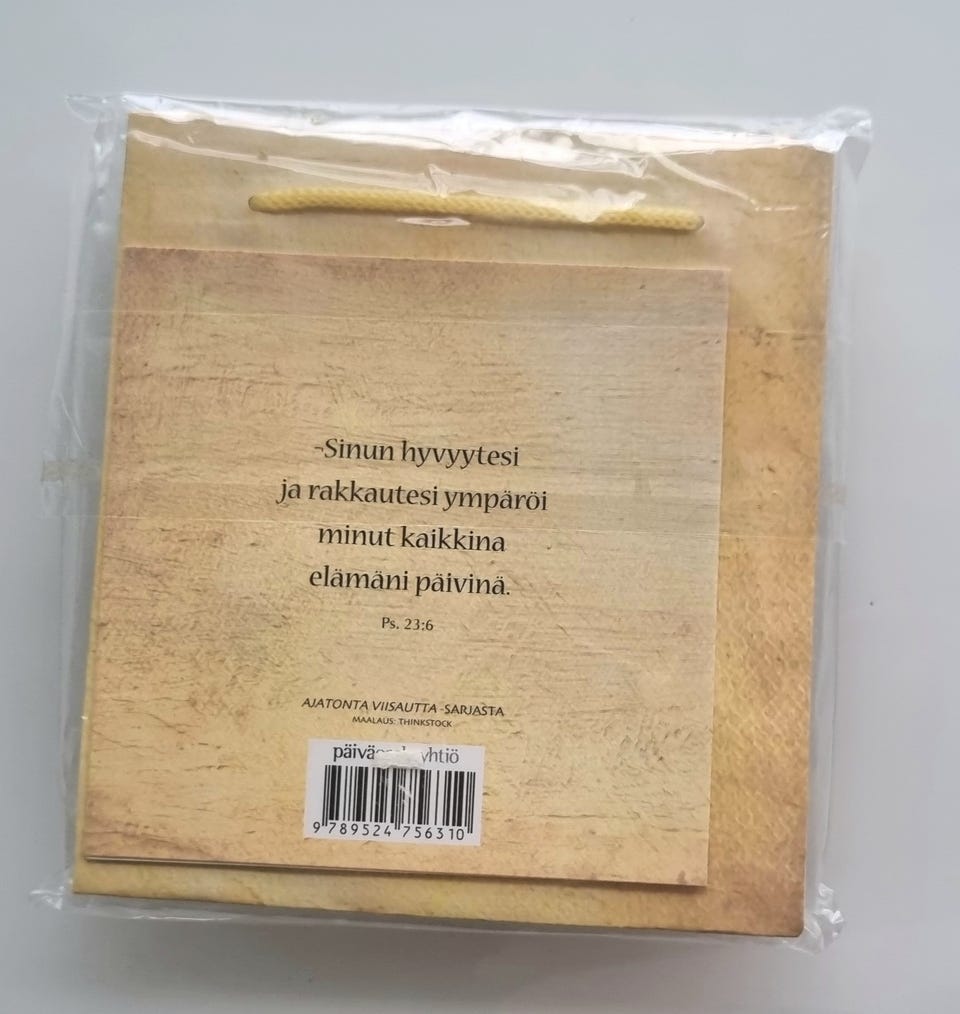 -Sinun hyvyytesi
ja rakkautesi ympäröi
minut kaikkina
elämäni päivinä.
Ps. 23:6
AJATONTA VIISAUTTA -SARJASTA
MAALAUS: THINKSTOCK
9 789524 756310